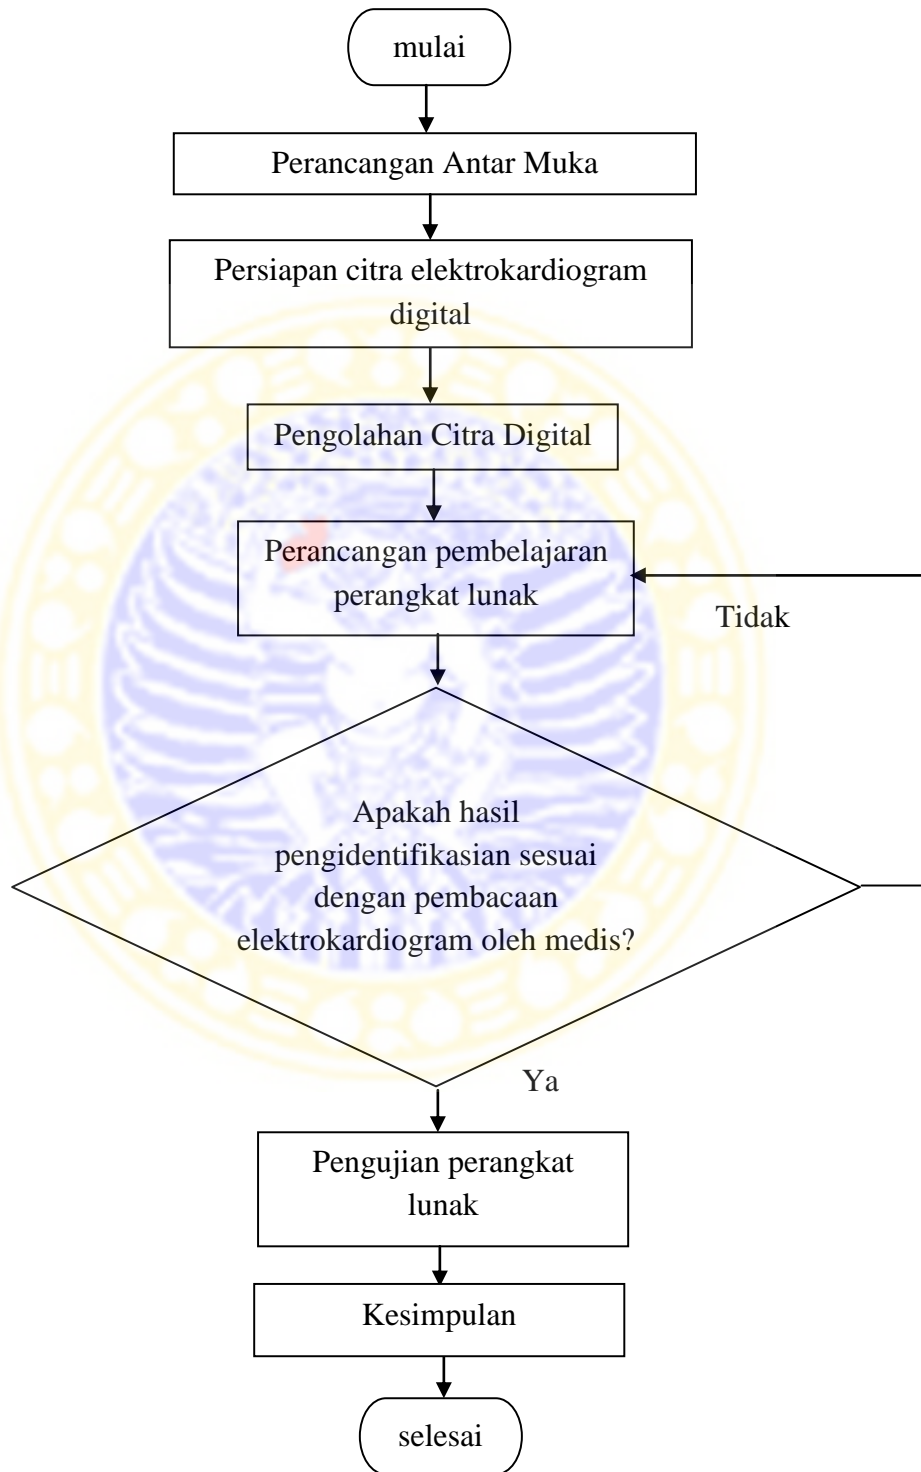 mulai
Perancangan Antar Muka
Persiapan citra elektrokardiogram
digital
Pengolahan Citra Digital
Perancangan pembelajaran
perangkat lunak
Tidak
Apakah hasil
pengidentifikasian sesuai
dengan pembacaan
elektrokardiogram oleh medis?
Ya
Pengujian perangkat
lunak
Kesimpulan
selesai